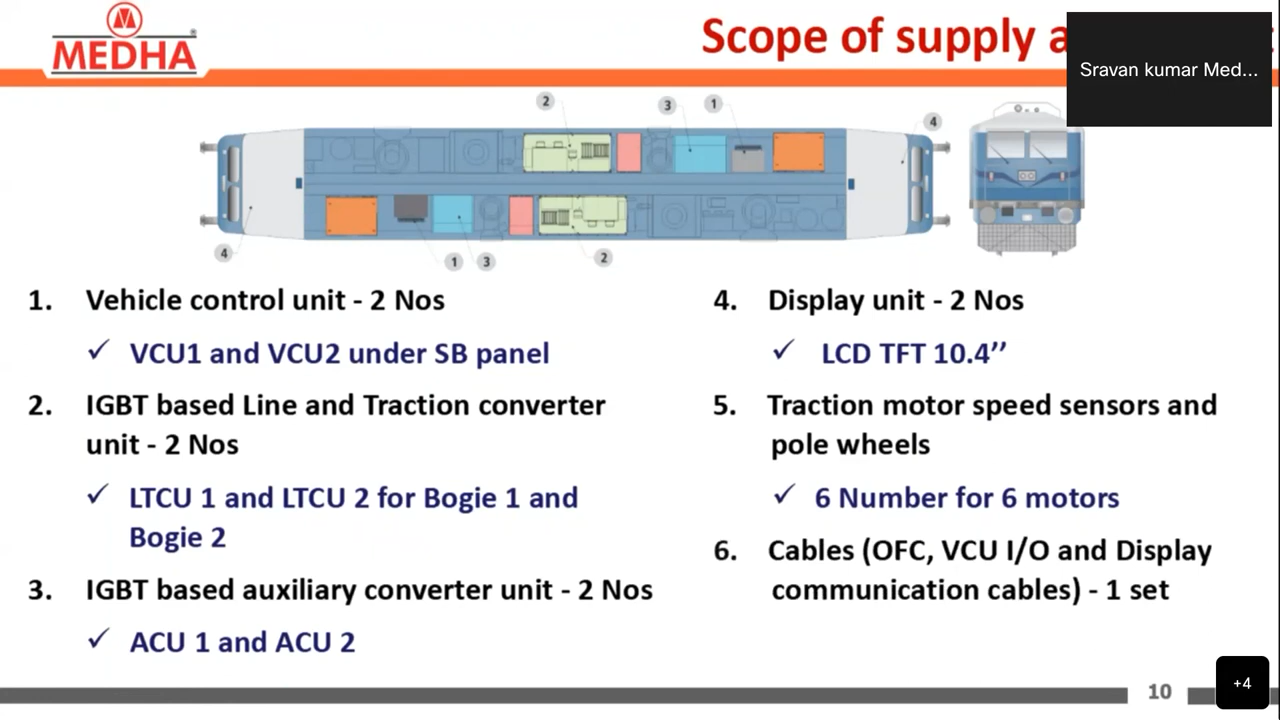 MEDHA
Scope of supply a
Sravan kumar Med...
2
3
1
4
4
1
3
2
1. Vehicle control unit - 2 Nos
✓ VCU1 and VCU2 under SB panel
2. IGBT based Line and Traction converter
unit - 2 Nos
✓ LTCU 1 and LTCU 2 for Bogie 1 and
Bogie 2
3. IGBT based auxiliary converter unit - 2 Nos
✓ ACU 1 and ACU 2
4. Display unit - 2 Nos
✓ LCD TFT 10.4’’
5. Traction motor speed sensors and
pole wheels
✓ 6 Number for 6 motors
6. Cables (OFC, VCU I/O and Display
communication cables) - 1 set
10
+4